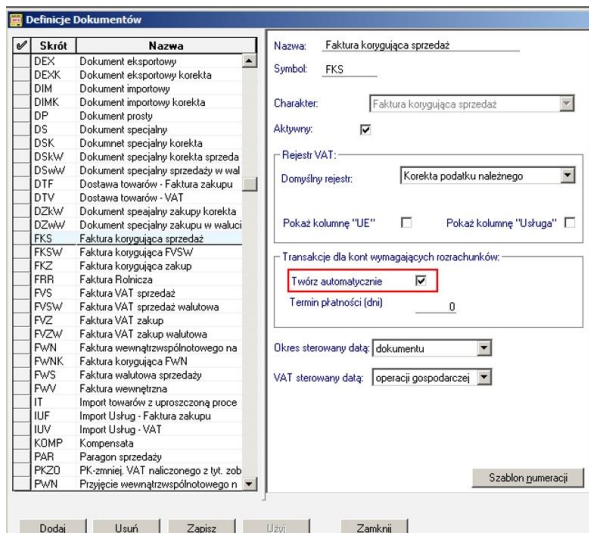 Definicje Dokumentów
Skrót Nazwa
DEX Dokument eksportowy
DEXK Dokument eksportowy korekta
DIM Dokument importowy
DIMK Dokument importowy korekta
DP Dokument prosty
DS Dokument specjalny
DSK Dokumnet specjalny korekta
DSkW Dokument specjalny korekta sprzeda
DSwW Dokument specjalny sprzedaży w wal
DTF Dostawa towarów - Faktura zakupu
DTV Dostawa towarów - VAT
DZkW Dokument speajalny zakupy korekta
DZwW Dokument specjalny zakupu w waluci
FKS Faktura korygująca sprzedaż
FKSW Faktura korygująca FVSW
FKZ Faktura korygująca zakup
FRR Faktura Rolnicza
FVS Faktura VAT sprzedaż
FVSW Faktura VAT sprzedaż walutowa
FVZ Faktura VAT zakup
FVZW Faktura VAT zakup walutowa
FWN Faktura wewnątrzwspólnotowego na
FWNK Faktura korygująca FWN
FWS Faktura walutowa sprzedaży
FWV Faktura wewnętrzna
IT Import towarów z uproszczoną proce
IUF Import Usług - Faktura zakupu
IUV Import Usług - VAT
KOMP Kompensata
PAR Paragon sprzedaży
PKZO PK-zmniej. VAT naliczonego z tyt. zob
PWN Przyjęcie wewnątrzwspólnotowego n
Nazwa: Faktura korygująca sprzedaż
Symbol: FKS
Charakter: Faktura korygująca sprzedaż
Aktywny:
Rejestr VAT:
Domyślny rejestr: Korekta podatku należnego
Pokaż kolumnę "UE" Pokaż kolumnę "Usługa"
Transakcje dla kont wymagających rozrachunków:
Twórz automatycznie
Termin płatności (dni) 0
Okres sterowany datą: dokumentu
VAT sterowany datą: operacji gospodarczej
Szablon numeracji
Dodaj Usuń Zapisz Użyj Zamknij